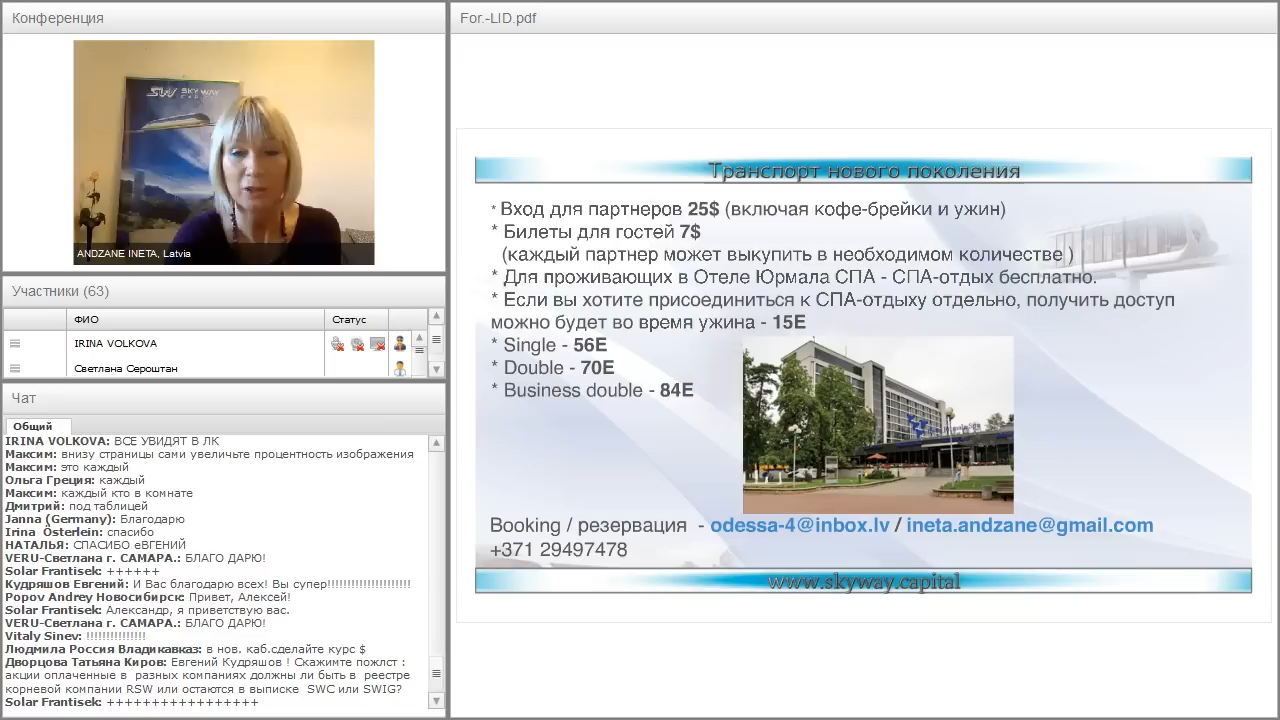 Конференция
SW SKY WAY
ANDZANE INETA, Latvia
Участники (63)
ФИО
Статус
IRINA VOLKOVA
Светлана Сероштан
Чат
Общий
IRINA VOLKOVA: ВСЕ УВИДЯТ В ЛК
Максим: внизу страницы сами увеличьте процентность изображения
Максим: это каждый
Ольга Греция: каждый
Максим: каждый кто в комнате
Дмитрий: под таблицей
Janna (Germany): Благодарю
Irina Österlein: спасибо
НАТАЛЬЯ: СПАСИБО еВГЕНИЙ
VERU-Светлана г. САМАРА.: БЛАГО ДАРЮ!
Solar Frantisek: ++++++
Кудряшов Евгений: И Вас благодарю всех! Вы супер!!!!!!!!!!!!!!!!!!!!!
Popov Andrey Новосибирск: Привет, Алексей!
Solar Frantisek: Александр, я приветствую вас.
VERU-Светлана г. САМАРА.: БЛАГО ДАРЮ!
Vitaly Sinev: !!!!!!!!!!!!!!!
Людмила Россия Владикавказ: в нов. каб.сделайте курс $
Дворцова Татьяна Киров: Евгений Кудряшов ! Скажите пожлст :
акции оплаченные в разных компаниях должны ли быть в реестре
корневой компании RSW или остаются в выписке SWC или SWIG?
Solar Frantisek: +++++++++++++++++
For.-LID.pdf
Транспорт нового поколения
* Вход для партнеров 25$ (включая кофе-брейки и ужин)
* Билеты для гостей 7$
(каждый партнер может выкупить в необходимом количестве )
* Для проживающих в Отеле Юрмала СПА - СПА-отдых бесплатно.
* Если вы хотите присоединиться к СПА-отдыху отдельно, получить доступ
можно будет во время ужина - 15Е
* Single - 56E
* Double - 70E
* Business double - 84E
Booking / резервация - odessa-4@inbox.lv / ineta.andzane@gmail.com
+371 29497478
www.skyway.capital